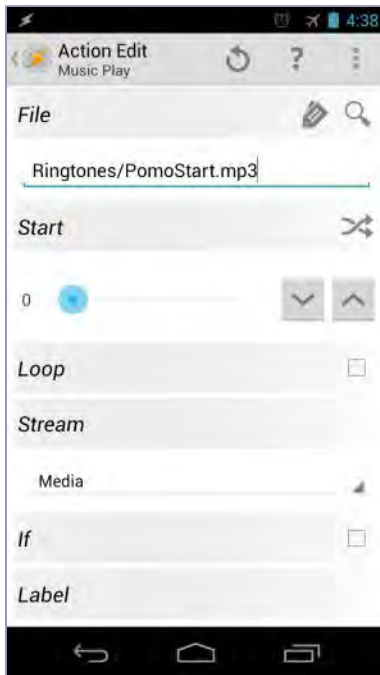 4:38
Action Edit
Music Play
?
File
Ringtones/PomoStart.mp3
Start
0
Loop
Stream
Media
If
Label